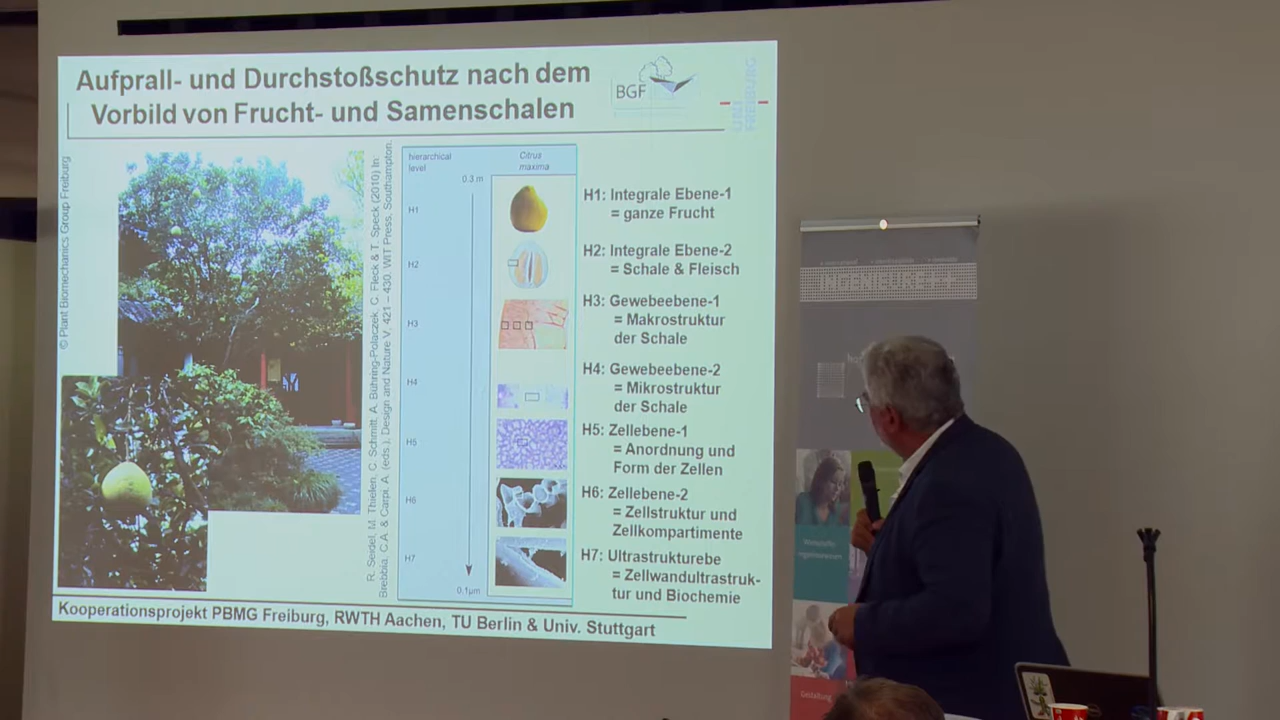 Aufprall- und Durchstoßschutz nach dem
Vorbild von Frucht- und Samenschalen
BGF
UNI
FREIBURG
© Plant Biomechanics Group Freiburg
R. Seidel, M. Thielen, C. Schmitt, A. Bühring-Polaczek, C. Fleck & T. Speck (2010) In:
Brebbia, C.A. & Carpi, A. (eds.), Design and Nature V, 421 – 430. WIT Press, Southampton.
hierarchical
level
Citrus
maxima
0.3 m
H1
H2
H3
H4
H5
H6
H7
0.1µm
H1: Integrale Ebene-1
= ganze Frucht
H2: Integrale Ebene-2
= Schale & Fleisch
H3: Gewebeebene-1
= Makrostruktur
der Schale
H4: Gewebeebene-2
= Mikrostruktur
der Schale
H5: Zellebene-1
= Anordnung und
Form der Zellen
H6: Zellebene-2
= Zellstruktur und
Zellkompartimente
H7: Ultrastrukturebe
= Zellwandultrastruk-
tur und Biochemie
Kooperationsprojekt PBMG Freiburg, RWTH Aachen, TU Berlin & Univ. Stuttgart
Gestaltung